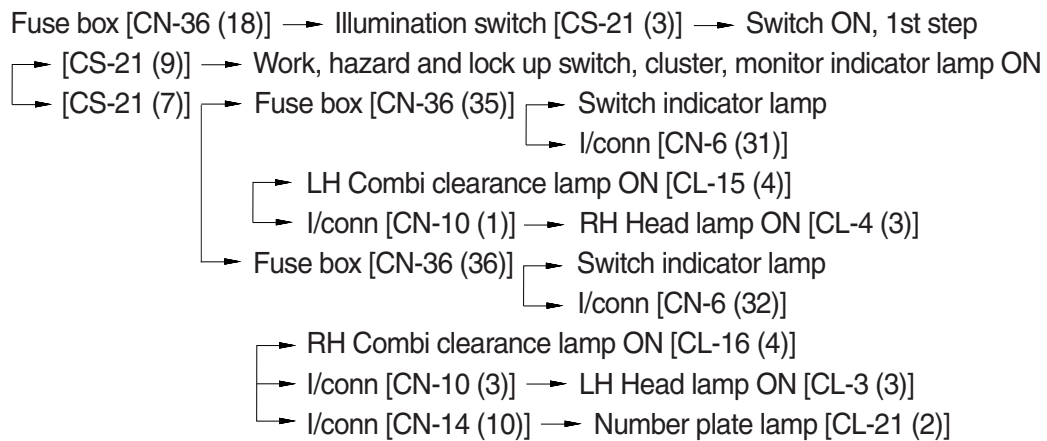 Fuse box [CN-36 (18)] → Illumination switch [CS-21 (3)] → Switch ON, 1st step
→ [CS-21 (9)] → Work, hazard and lock up switch, cluster, monitor indicator lamp ON
→ [CS-21 (7)] → Fuse box [CN-36 (35)] → Switch indicator lamp
→ I/conn [CN-6 (31)]
→ LH Combi clearance lamp ON [CL-15 (4)]
→ I/conn [CN-10 (1)] → RH Head lamp ON [CL-4 (3)]
→ Fuse box [CN-36 (36)] → Switch indicator lamp
→ I/conn [CN-6 (32)]
→ RH Combi clearance lamp ON [CL-16 (4)]
→ I/conn [CN-10 (3)] → LH Head lamp ON [CL-3 (3)]
→ I/conn [CN-14 (10)] → Number plate lamp [CL-21 (2)]